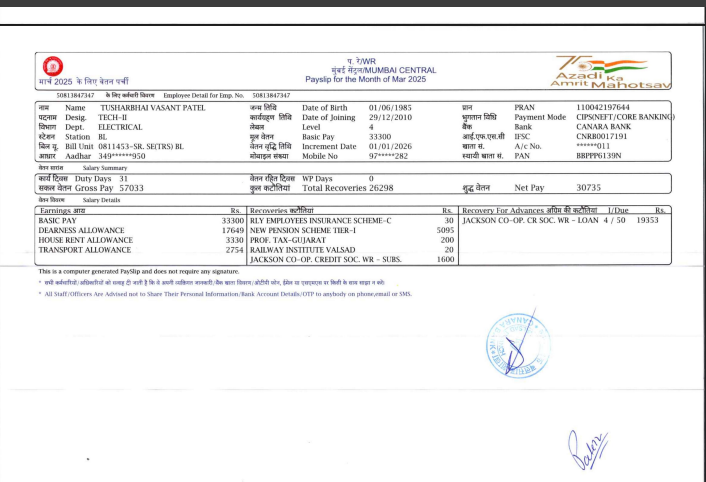 प. रे/WR
मुंबई सेंट्रल/MUMBAI CENTRAL
मार्च 2025 के लिए वेतन पर्ची
Payslip for the Month of Mar 2025
75
Azadi Ka
Amrit Mahotsav
50813847347 के लिए कर्मचारी विवरण Employee Detail for Emp. No. 50813847347
नाम Name TUSHARBHAI VASANT PATEL जन्म तिथि Date of Birth 01/06/1985 प्रान PRAN 110042197644
पदनाम Desig. TECH-II कार्यग्रहण तिथि Date of Joining 29/12/2010 भुगतान विधि Payment Mode CIPS(NEFT/CORE BANKING)
विभाग Dept. ELECTRICAL लेवल Level 4 बैंक Bank CANARA BANK
स्टेशन Station BL मूल वेतन Basic Pay 33300 आई.एफ.एस.सी IFSC CNRB0017191
बिल यू. Bill Unit 0811453-SR. SE(TRS) BL वेतन वृद्धि तिथि Increment Date 01/01/2026 खाता सं. A/c No. ******011
आधार Aadhar 349******950 मोबाइल संख्या Mobile No 97*****282 स्थायी खाता सं. PAN BBPPP6139N
वेतन सारांश Salary Summary
कार्य दिवस Duty Days 31 वेतन रहित दिवस WP Days 0
सकल वेतन Gross Pay 57033 कुल कटौतियां Total Recoveries 26298 शुद्ध वेतन Net Pay 30735
वेतन विवरण Salary Details
Earnings आय Rs. Recoveries कटौतियां Rs. Recovery For Advances अग्रिम की कटौतियां I/Due Rs.
BASIC PAY 33300 RLY EMPLOYEES INSURANCE SCHEME-C 30 JACKSON CO-OP. CR SOC. WR - LOAN 4 / 50 19353
DEARNESS ALLOWANCE 17649 NEW PENSION SCHEME TIER-I 5095
HOUSE RENT ALLOWANCE 3330 PROF. TAX-GUJARAT 200
TRANSPORT ALLOWANCE 2754 RAILWAY INSTITUTE VALSAD 20
JACKSON CO-OP. CREDIT SOC. WR - SUBS. 1600
This is a computer generated PaySlip and does not require any signature.
* सभी कर्मचारियों/अधिकारियों को सलाह दी जाती है कि वे अपनी व्यक्तिगत जानकारी/बैंक खाता विवरण/ओटीपी फ़ोन, ईमेल या एसएमएस पर किसी के साथ साझा न करें
* All Staff/Officers Are Advised not to Share Their Personal Information/Bank Account Details/OTP to anybody on phone,email or SMS.